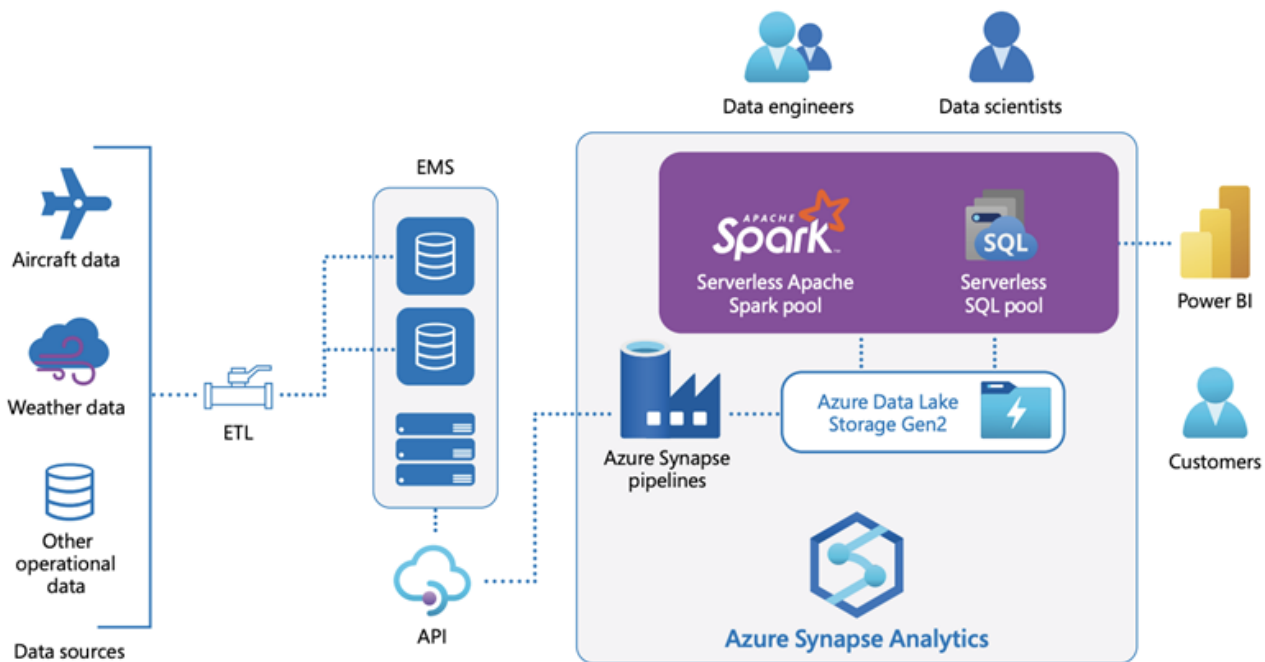 Data engineers
Data scientists
EMS
Aircraft data
APACHE
Spark™
SQL
Serverless Apache
Spark pool
Serverless
SQL pool
Power BI
Weather data
ETL
Azure Data Lake
Storage Gen2
Azure Synapse
pipelines
Customers
Other
operational
data
API
Azure Synapse Analytics
Data sources